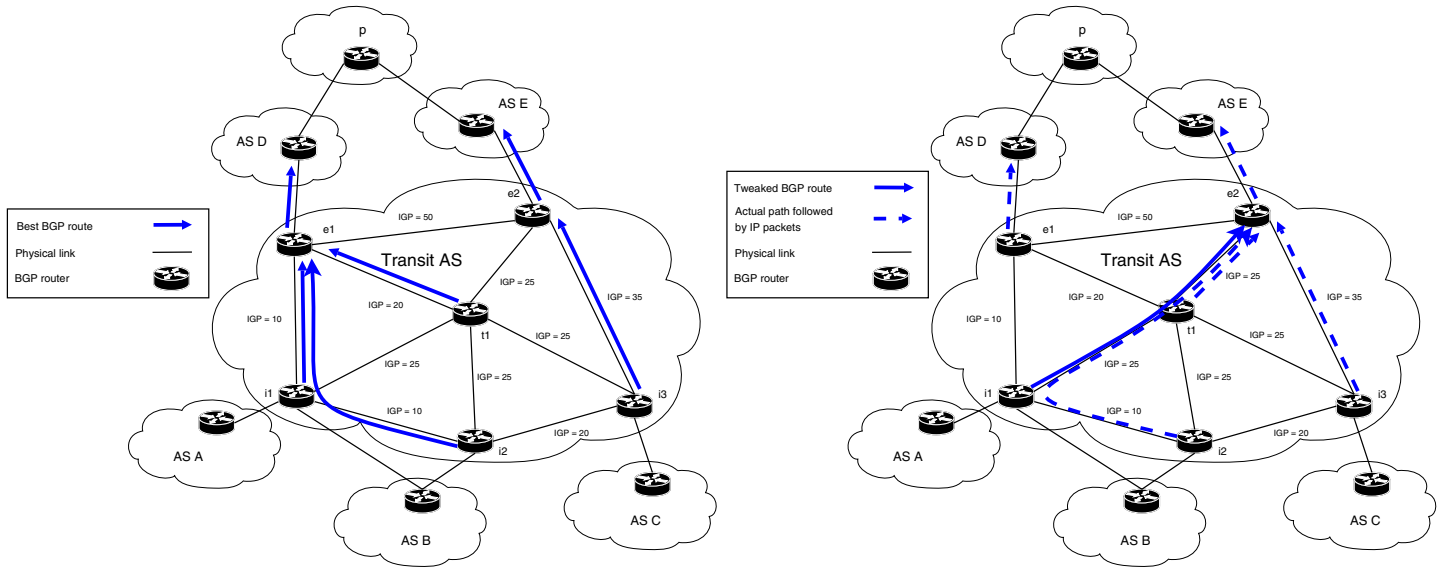 p
AS E
AS D
e2
Best BGP route
Physical link
BGP router
IGP = 50
e1
Transit AS
IGP = 25
IGP = 20
IGP = 35
IGP = 10
t1
IGP = 25
IGP = 25
IGP = 25
i1
i3
IGP = 10
IGP = 20
i2
AS A
AS B
AS C
p
AS E
AS D
Tweaked BGP route
Actual path followed
by IP packets
Physical link
BGP router
e2
IGP = 50
e1
Transit AS
IGP = 25
IGP = 20
IGP = 35
IGP = 10
t1
IGP = 25
IGP = 25
IGP = 25
i1
i3
IGP = 10
IGP = 20
i2
AS A
AS B
AS C